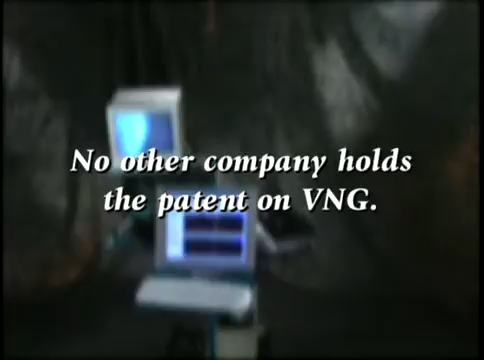 No other company holds
the patent on VNG.